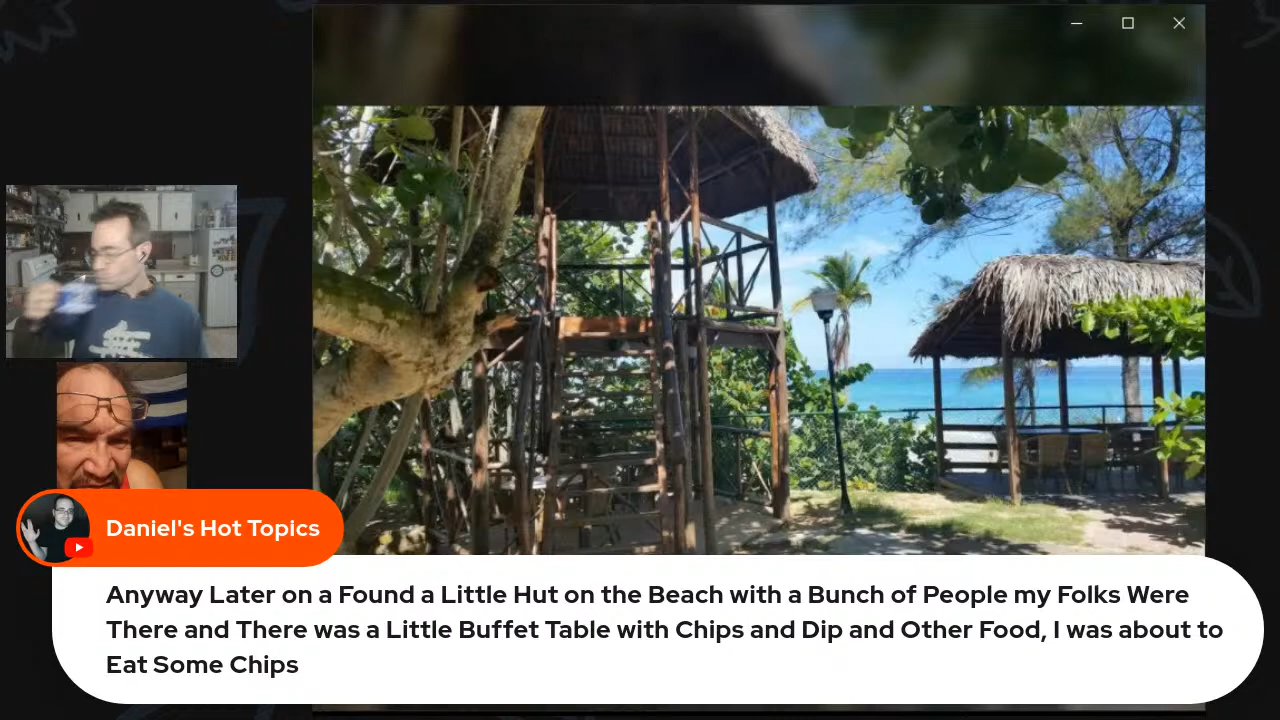 Daniel's Hot Topics
Anyway Later on a Found a Little Hut on the Beach with a Bunch of People my Folks Were
There and There was a Little Buffet Table with Chips and Dip and Other Food, I was about to
Eat Some Chips